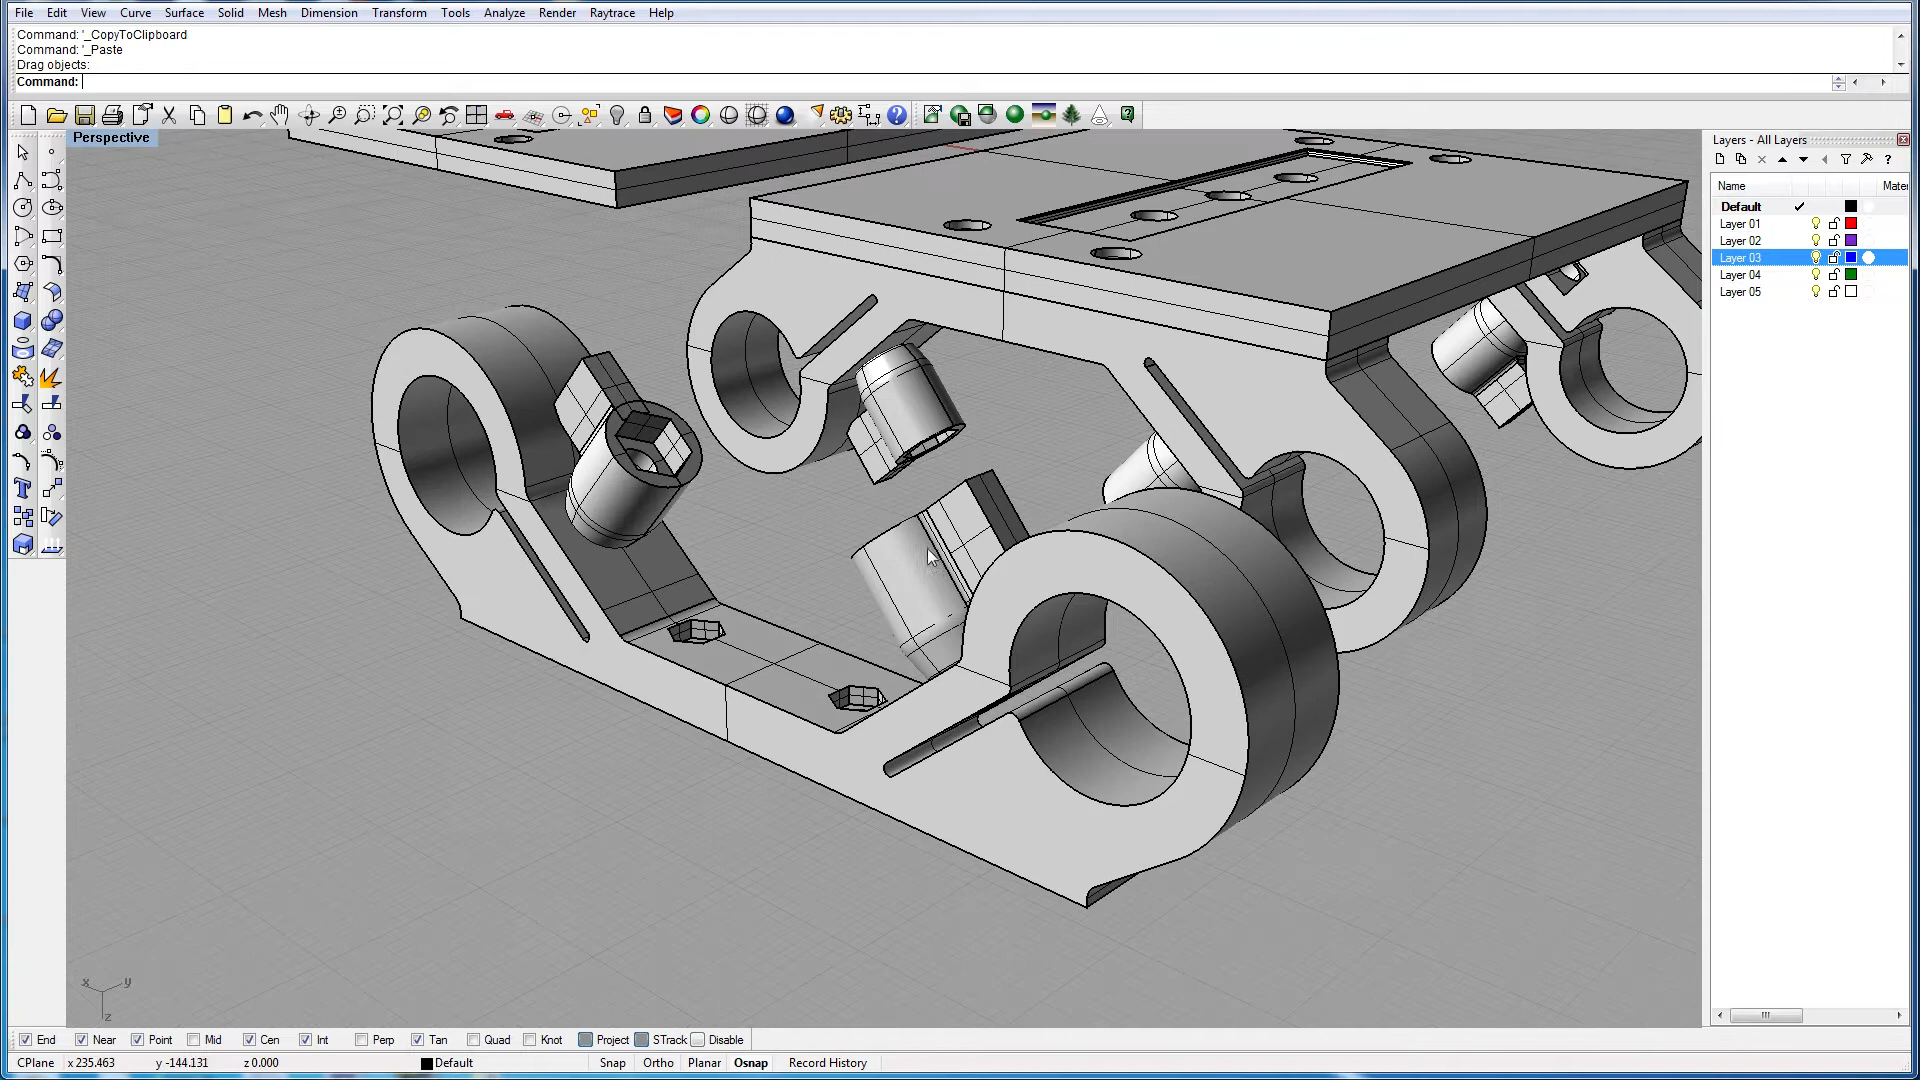 File Edit View Curve Surface Solid Mesh Dimension Transform Tools Analyze Render Raytrace Help
Command: '_CopyToClipboard
Command: '_Paste
Drag objects:
Command:
Perspective
Layers - All Layers
Name Mater
Default
Layer 01
Layer 02
Layer 03
Layer 04
Layer 05
x y
z
End Near Point Mid Cen Int Perp Tan Quad Knot Project STrack Disable
CPlane x 235.463 y -144.131 z 0.000 Default Snap Ortho Planar Osnap Record History